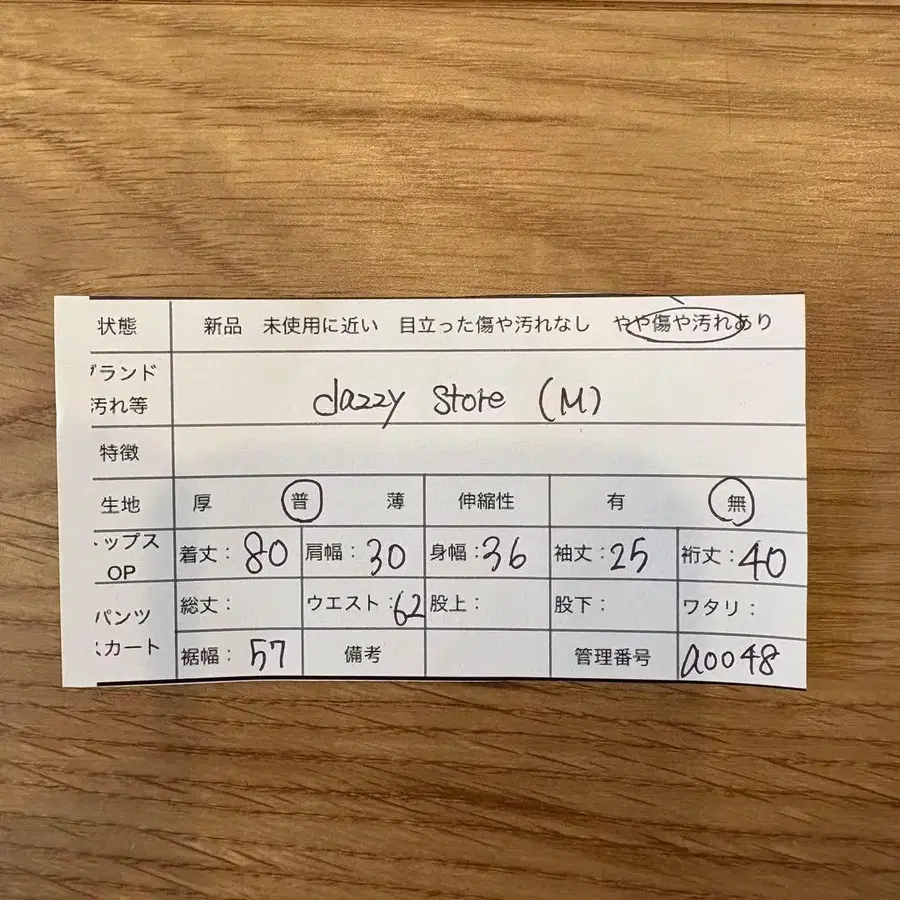 状態 新品 未使用に近い 目立った傷や汚れなし やや傷や汚れあり
ブランド
汚れ等 dazzy store (M)
特徴
生地 厚 普 薄 伸縮性 有 無
トップス
OP 着丈: 80 肩幅: 30 身幅: 36 袖丈: 25 裄丈: 40
パンツ 総丈: ウエスト: 62 股上: 股下: ワタリ:
スカート 裾幅: 57 備考 管理番号 a0048